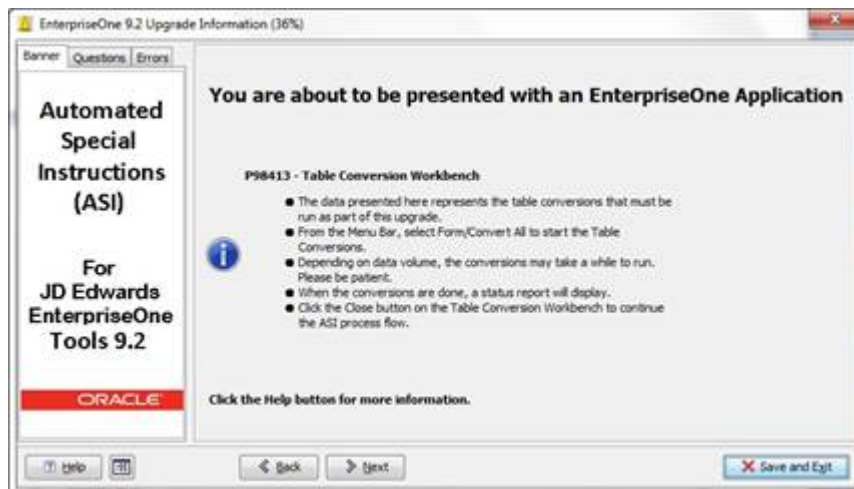 EnterpriseOne 9.2 Upgrade Information (36%)
Banner Questions Errors
Automated
Special
Instructions
(ASI)
For
JD Edwards
EnterpriseOne
Tools 9.2
ORACLE
You are about to be presented with an EnterpriseOne Application
P98413 - Table Conversion Workbench
● The data presented here represents the table conversions that must be
run as part of this upgrade.
● From the Menu Bar, select Form/Convert All to start the Table
Conversions.
● Depending on data volume, the conversions may take a while to run.
Please be patient.
● When the conversions are done, a status report will display.
● Click the Close button on the Table Conversion Workbench to continue
the ASI process flow.
Click the Help button for more information.
Help Back Next Save and Exit